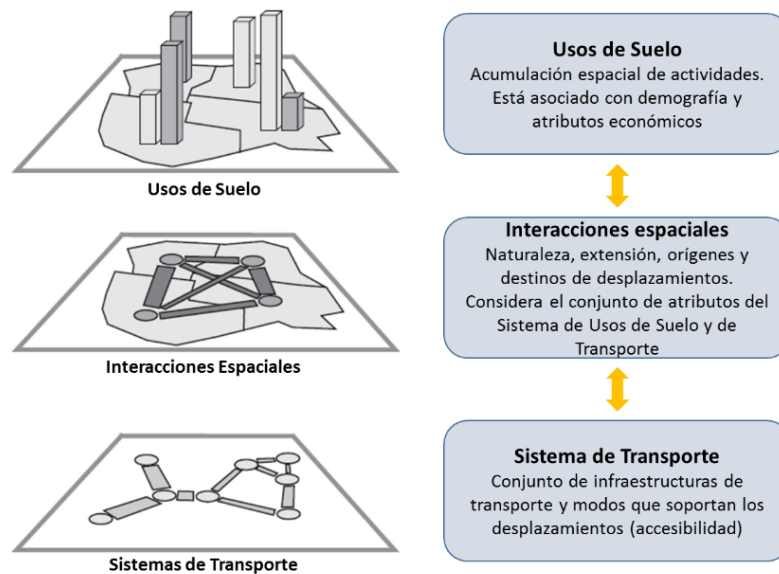 Usos de Suelo
Usos de Suelo
Acumulación espacial de actividades.
Está asociado con demografía y
atributos económicos
Interacciones Espaciales
Interacciones espaciales
Naturaleza, extensión, orígenes y
destinos de desplazamientos.
Considera el conjunto de atributos del
Sistema de Usos de Suelo y de
Transporte
Sistemas de Transporte
Sistema de Transporte
Conjunto de infraestructuras de
transporte y modos que soportan los
desplazamientos (accesibilidad)